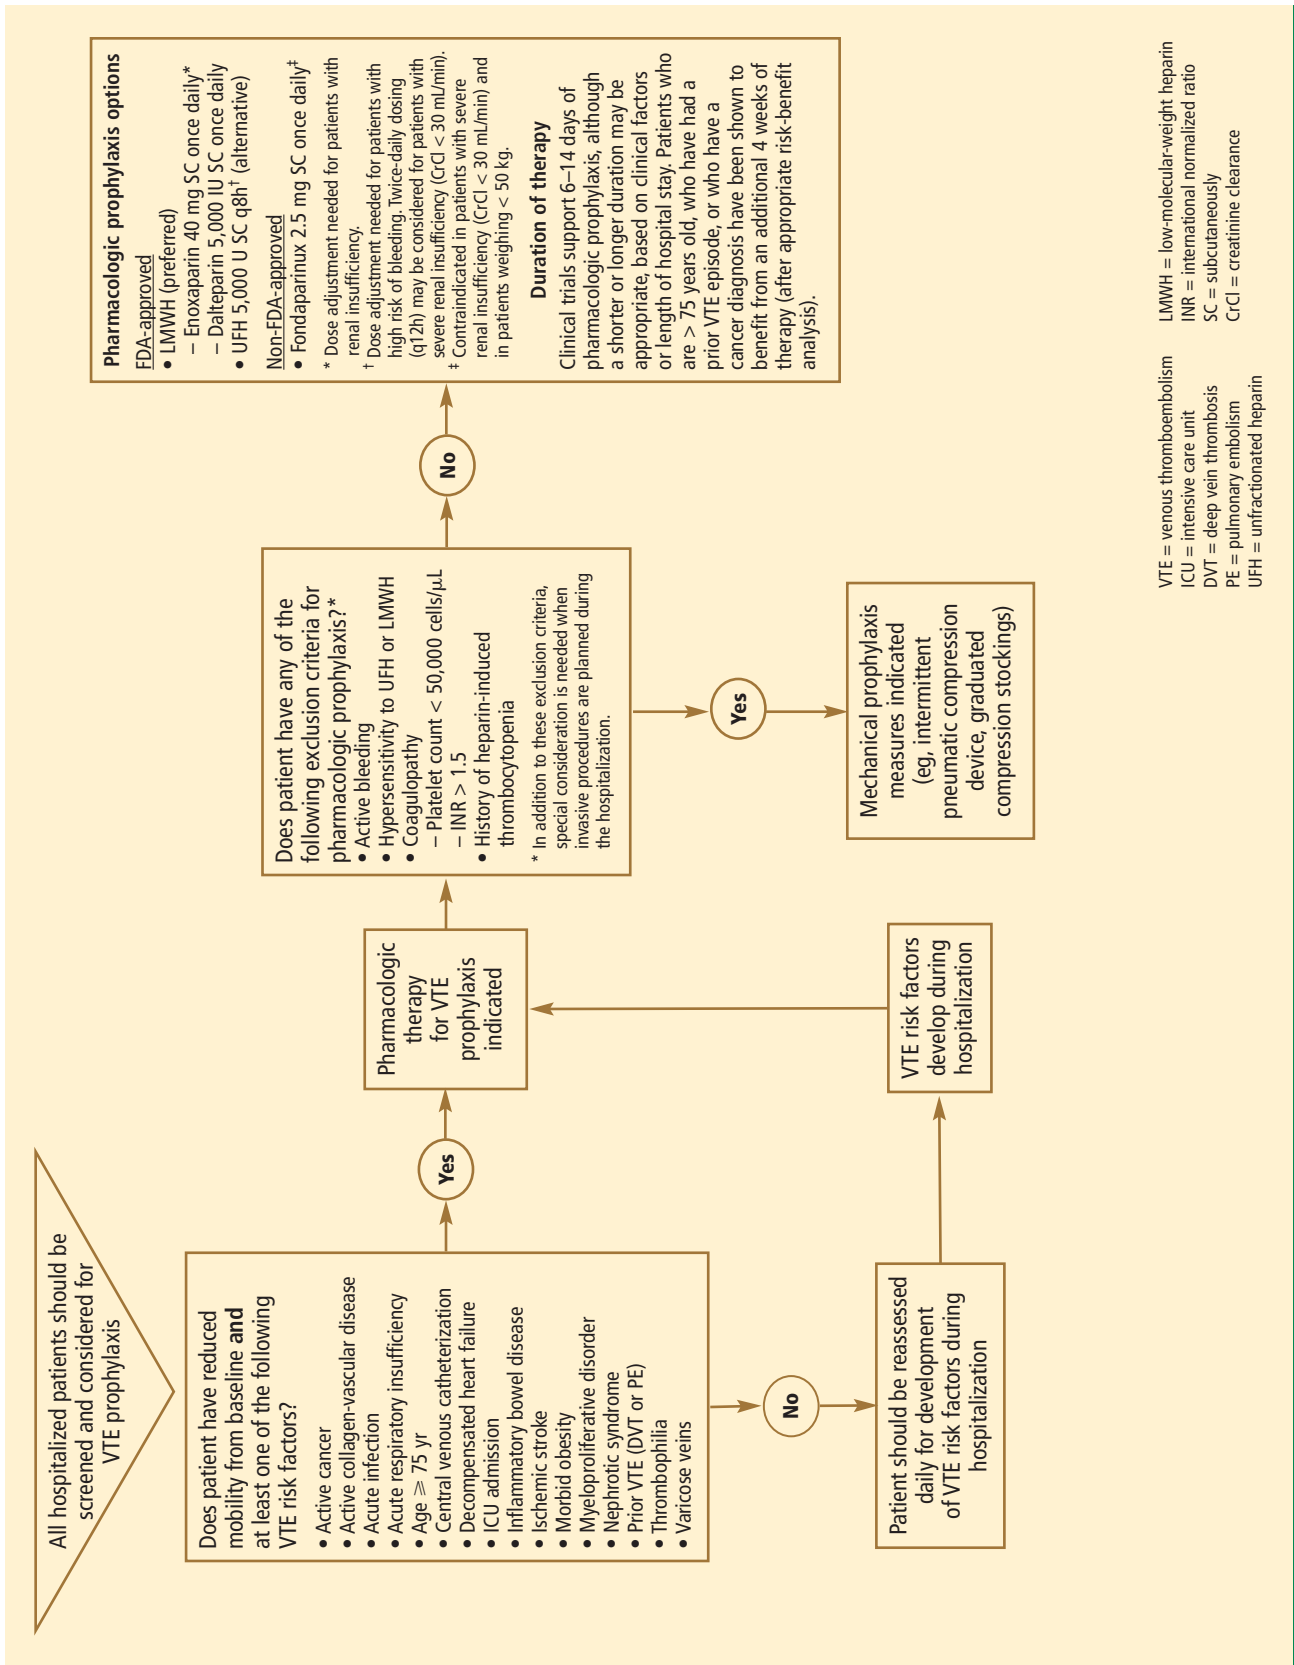 All hospitalized patients should be
screened and considered for
VTE prophylaxis
Does patient have reduced
mobility from baseline and
at least one of the following
VTE risk factors?
• Active cancer
• Active collagen-vascular disease
• Acute infection
• Acute respiratory insufficiency
• Age ≥ 75 yr
• Central venous catheterization
• Decompensated heart failure
• ICU admission
• Inflammatory bowel disease
• Ischemic stroke
• Morbid obesity
• Myeloproliferative disorder
• Nephrotic syndrome
• Prior VTE (DVT or PE)
• Thrombophilia
• Varicose veins
Yes
No
Patient should be reassessed
daily for development
of VTE risk factors during
hospitalization
VTE risk factors
develop during
hospitalization
Pharmacologic
therapy
for VTE
prophylaxis
indicated
Does patient have any of the
following exclusion criteria for
pharmacologic prophylaxis?*
• Active bleeding
• Hypersensitivity to UFH or LMWH
• Coagulopathy
– Platelet count < 50,000 cells/μL
– INR > 1.5
• History of heparin-induced
thrombocytopenia
* In addition to these exclusion criteria,
special consideration is needed when
invasive procedures are planned during
the hospitalization.
Yes
Mechanical prophylaxis
measures indicated
(eg, intermittent
pneumatic compression
device, graduated
compression stockings)
No
Pharmacologic prophylaxis options
FDA-approved
• LMWH (preferred)
– Enoxaparin 40 mg SC once daily*
– Dalteparin 5,000 IU SC once daily
• UFH 5,000 U SC q8h† (alternative)
Non-FDA-approved
• Fondaparinux 2.5 mg SC once daily‡
* Dose adjustment needed for patients with
renal insufficiency.
† Dose adjustment needed for patients with
high risk of bleeding. Twice-daily dosing
(q12h) may be considered for patients with
severe renal insufficiency (CrCl < 30 mL/min).
‡ Contraindicated in patients with severe
renal insufficiency (CrCl < 30 mL/min) and
in patients weighing < 50 kg.
Duration of therapy
Clinical trials support 6–14 days of
pharmacologic prophylaxis, although
a shorter or longer duration may be
appropriate, based on clinical factors
or length of hospital stay. Patients who
are > 75 years old, who have had a
prior VTE episode, or who have a
cancer diagnosis have been shown to
benefit from an additional 4 weeks of
therapy (after appropriate risk-benefit
analysis).
VTE = venous thromboembolism
ICU = intensive care unit
DVT = deep vein thrombosis
PE = pulmonary embolism
UFH = unfractionated heparin
LMWH = low-molecular-weight heparin
INR = international normalized ratio
SC = subcutaneously
CrCl = creatinine clearance